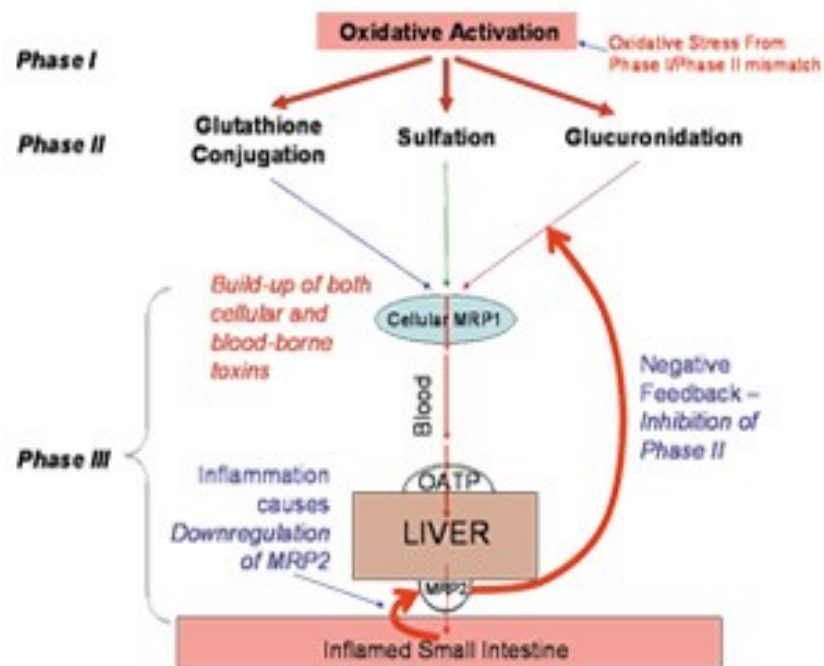 Oxidative Activation
Phase I
Oxidative Stress From
Phase I/Phase II mismatch
Phase II
Glutathione
Conjugation
Sulfation
Glucuronidation
Build-up of both
cellular and
blood-borne
toxins
Cellular MRP1
Blood
Negative
Feedback –
Inhibition of
Phase II
Phase III
Inflammation
causes
Downregulation
of MRP2
OATP
LIVER
MRP2
Inflamed Small Intestine